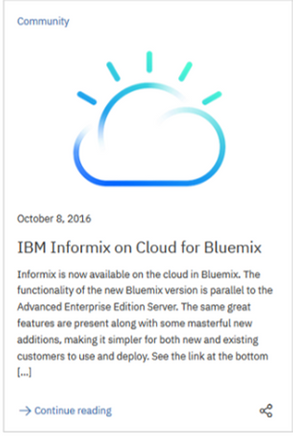 Community
October 8, 2016
IBM Informix on Cloud for Bluemix
Informix is now available on the cloud in Bluemix. The
functionality of the new Bluemix version is parallel to the
Advanced Enterprise Edition Server. The same great
features are present along with some masterful new
additions, making it simpler for both new and existing
customers to use and deploy. See the link at the bottom
[...]
Continue reading